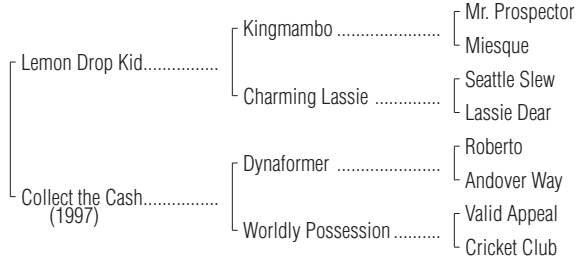 Mr. Prospector
Kingmambo ......................
Miesque
Lemon Drop Kid................
Seattle Slew
Charming Lassie ..............
Lassie Dear
Roberto
Dynaformer ......................
Andover Way
Collect the Cash................
(1997)
Valid Appeal
Worldly Possession ..........
Cricket Club